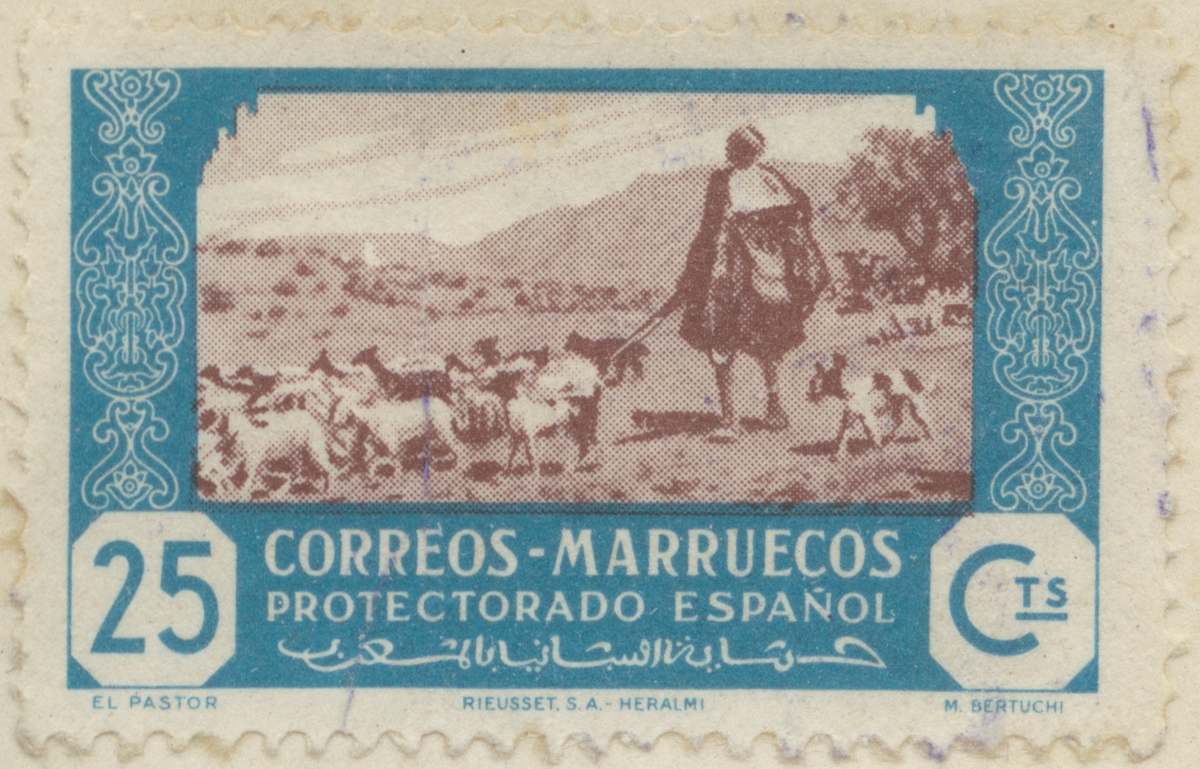 25
CORREOS-MARRUECOS
PROTECTORADO ESPAÑOL
CTS
EL PASTOR
RIEUSSET, S. A.- HERALMI
M. BERTUCHI